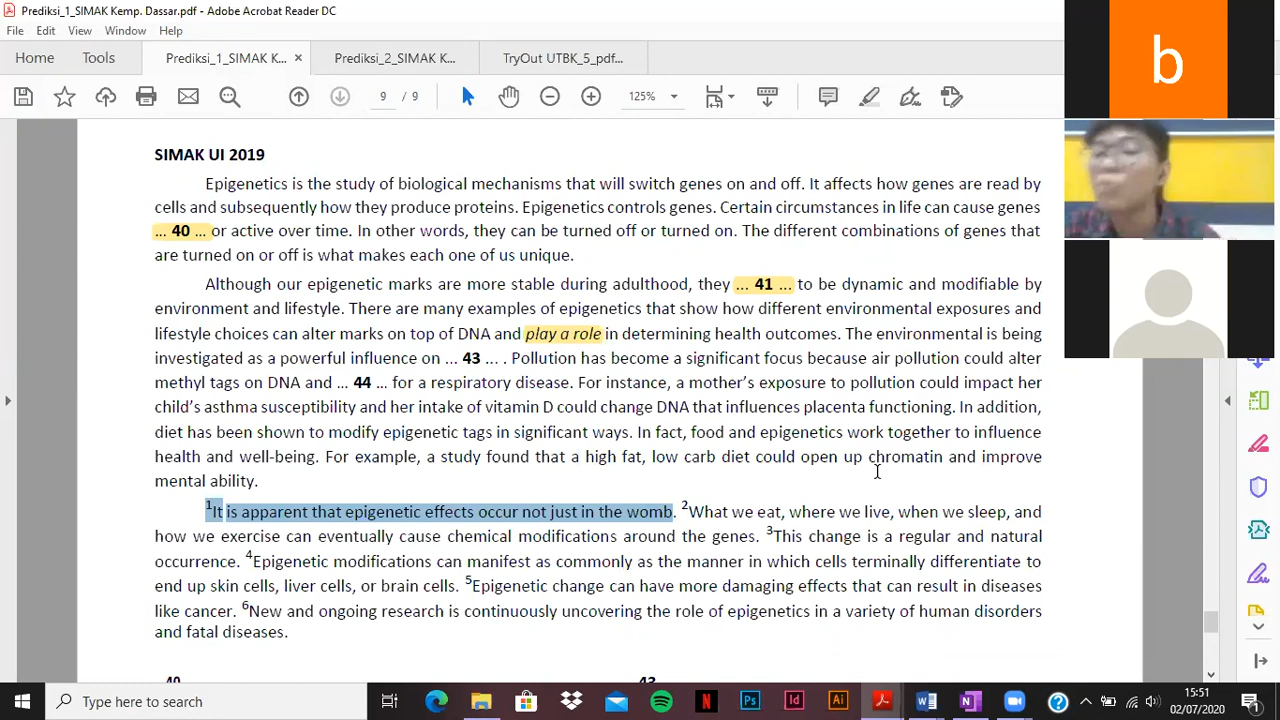 Prediksi_1_SIMAK Kemp. Dassar.pdf - Adobe Acrobat Reader DC
File Edit View Window Help
Home Tools Prediksi_1_SIMAK K... × Prediksi_2_SIMAK K... TryOut UTBK_5_pdf...
9 / 9 125%
b
SIMAK UI 2019
Epigenetics is the study of biological mechanisms that will switch genes on and off. It affects how genes are read by
cells and subsequently how they produce proteins. Epigenetics controls genes. Certain circumstances in life can cause genes
... 40 ... or active over time. In other words, they can be turned off or turned on. The different combinations of genes that
are turned on or off is what makes each one of us unique.
Although our epigenetic marks are more stable during adulthood, they ... 41 ... to be dynamic and modifiable by
environment and lifestyle. There are many examples of epigenetics that show how different environmental exposures and
lifestyle choices can alter marks on top of DNA and play a role in determining health outcomes. The environmental is being
investigated as a powerful influence on ... 43 ... . Pollution has become a significant focus because air pollution could alter
methyl tags on DNA and ... 44 ... for a respiratory disease. For instance, a mother's exposure to pollution could impact her
child's asthma susceptibility and her intake of vitamin D could change DNA that influences placenta functioning. In addition,
diet has been shown to modify epigenetic tags in significant ways. In fact, food and epigenetics work together to influence
health and well-being. For example, a study found that a high fat, low carb diet could open up chromatin and improve
mental ability.
¹It is apparent that epigenetic effects occur not just in the womb. ²What we eat, where we live, when we sleep, and
how we exercise can eventually cause chemical modifications around the genes. ³This change is a regular and natural
occurrence. ⁴Epigenetic modifications can manifest as commonly as the manner in which cells terminally differentiate to
end up skin cells, liver cells, or brain cells. ⁵Epigenetic change can have more damaging effects that can result in diseases
like cancer. ⁶New and ongoing research is continuously uncovering the role of epigenetics in a variety of human disorders
and fatal diseases.
40 43
Type here to search
15:51
02/07/2020